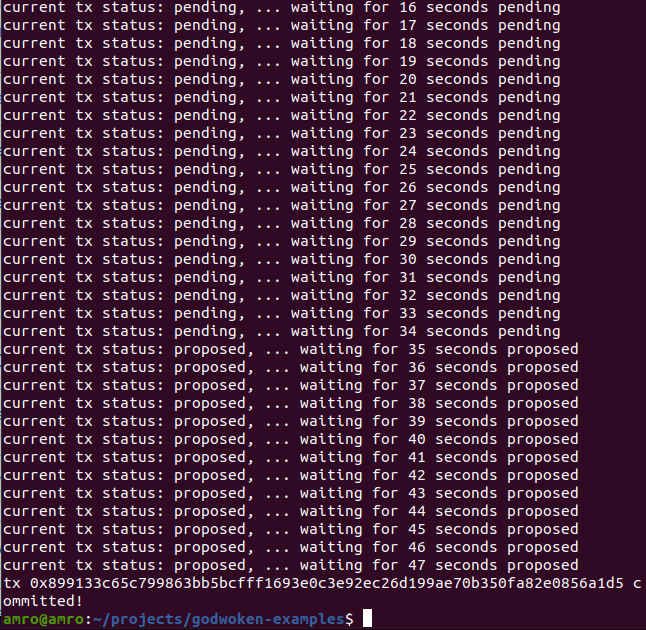 current tx status: pending, ... waiting for 16 seconds pending
current tx status: pending, ... waiting for 17 seconds pending
current tx status: pending, ... waiting for 18 seconds pending
current tx status: pending, ... waiting for 19 seconds pending
current tx status: pending, ... waiting for 20 seconds pending
current tx status: pending, ... waiting for 21 seconds pending
current tx status: pending, ... waiting for 22 seconds pending
current tx status: pending, ... waiting for 23 seconds pending
current tx status: pending, ... waiting for 24 seconds pending
current tx status: pending, ... waiting for 25 seconds pending
current tx status: pending, ... waiting for 26 seconds pending
current tx status: pending, ... waiting for 27 seconds pending
current tx status: pending, ... waiting for 28 seconds pending
current tx status: pending, ... waiting for 29 seconds pending
current tx status: pending, ... waiting for 30 seconds pending
current tx status: pending, ... waiting for 31 seconds pending
current tx status: pending, ... waiting for 32 seconds pending
current tx status: pending, ... waiting for 33 seconds pending
current tx status: pending, ... waiting for 34 seconds pending
current tx status: proposed, ... waiting for 35 seconds proposed
current tx status: proposed, ... waiting for 36 seconds proposed
current tx status: proposed, ... waiting for 37 seconds proposed
current tx status: proposed, ... waiting for 38 seconds proposed
current tx status: proposed, ... waiting for 39 seconds proposed
current tx status: proposed, ... waiting for 40 seconds proposed
current tx status: proposed, ... waiting for 41 seconds proposed
current tx status: proposed, ... waiting for 42 seconds proposed
current tx status: proposed, ... waiting for 43 seconds proposed
current tx status: proposed, ... waiting for 44 seconds proposed
current tx status: proposed, ... waiting for 45 seconds proposed
current tx status: proposed, ... waiting for 46 seconds proposed
current tx status: proposed, ... waiting for 47 seconds proposed
tx 0x899133c65c799863bb5bcfff1693e0c3e92ec26d199ae70b350fa82e0856a1d5 c
ommitted!
amro@amro:~/projects/godwoken-examples$